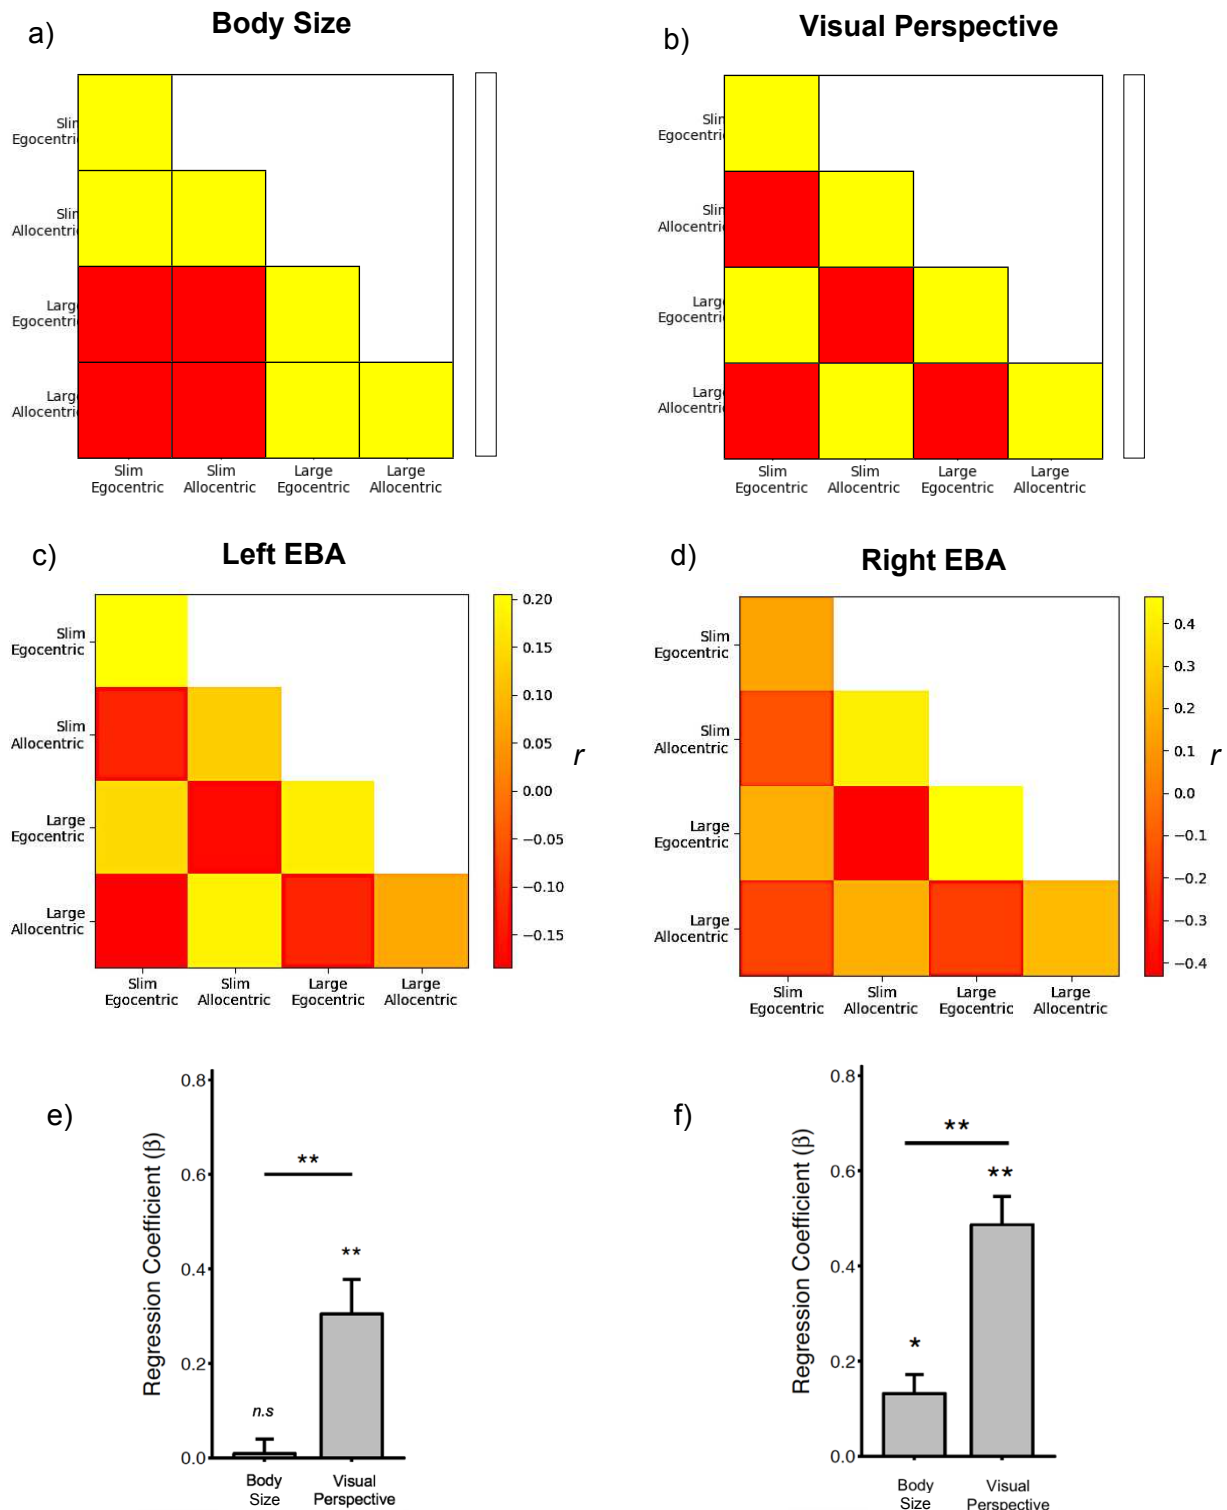 a)
Body Size
Slim
Egocentric
Slim
Allocentric
Large
Egocentric
Large
Allocentric
Slim
Egocentric
Slim
Allocentric
Large
Egocentric
Large
Allocentric
b)
Visual Perspective
Slim
Egocentric
Slim
Allocentric
Large
Egocentric
Large
Allocentric
Slim
Egocentric
Slim
Allocentric
Large
Egocentric
Large
Allocentric
c)
Left EBA
Slim
Egocentric
Slim
Allocentric
Large
Egocentric
Large
Allocentric
Slim
Egocentric
Slim
Allocentric
Large
Egocentric
Large
Allocentric
0.20
0.15
0.10
0.05
0.00
−0.05
−0.10
−0.15
r
d)
Right EBA
Slim
Egocentric
Slim
Allocentric
Large
Egocentric
Large
Allocentric
Slim
Egocentric
Slim
Allocentric
Large
Egocentric
Large
Allocentric
0.4
0.3
0.2
0.1
0.0
−0.1
−0.2
−0.3
−0.4
r
e)
Regression Coefficient (β)
0.8
0.6
0.4
0.2
0.0
**
**
n.s
Body
Size
Visual
Perspective
f)
Regression Coefficient (β)
0.8
0.6
0.4
0.2
0.0
**
**
*
Body
Size
Visual
Perspective